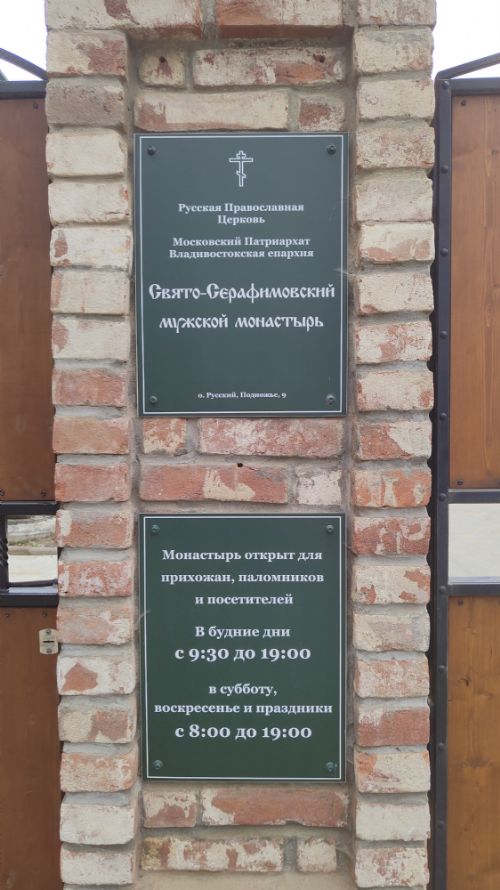 Русская Православная
Церковь
Московский Патриархат
Владивостокская епархия
Свято-Серафимовский
мужской монастырь
о. Русский, Подножье, 9
Монастырь открыт для
прихожан, паломников
и посетителей
В будние дни
с 9:30 до 19:00
в субботу,
воскресенье и праздники
с 8:00 до 19:00